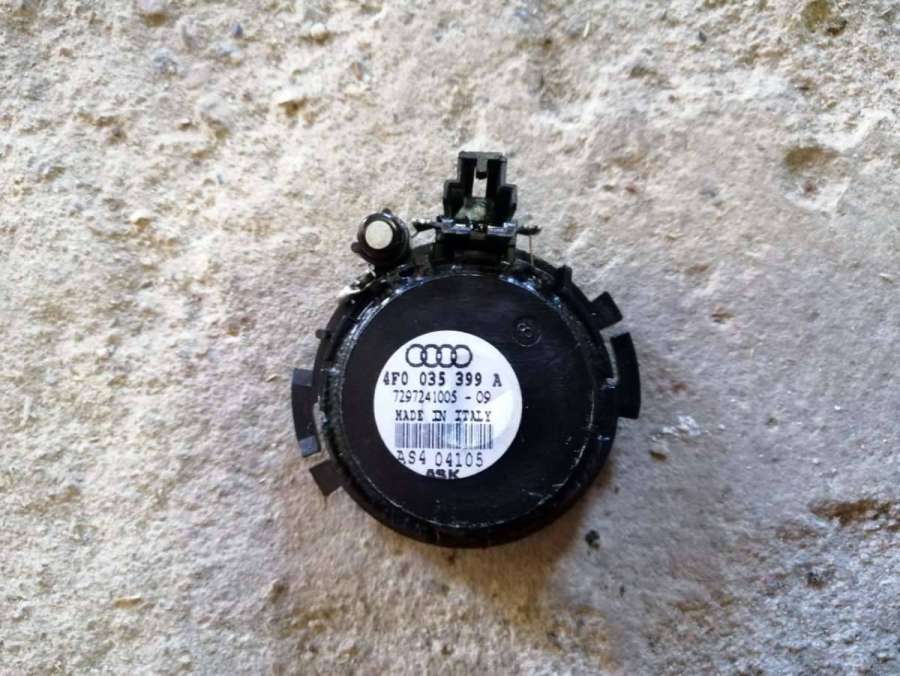 4F0 035 399 A
7297241005 - 09
MADE IN ITALY
AS4 04105
ASK